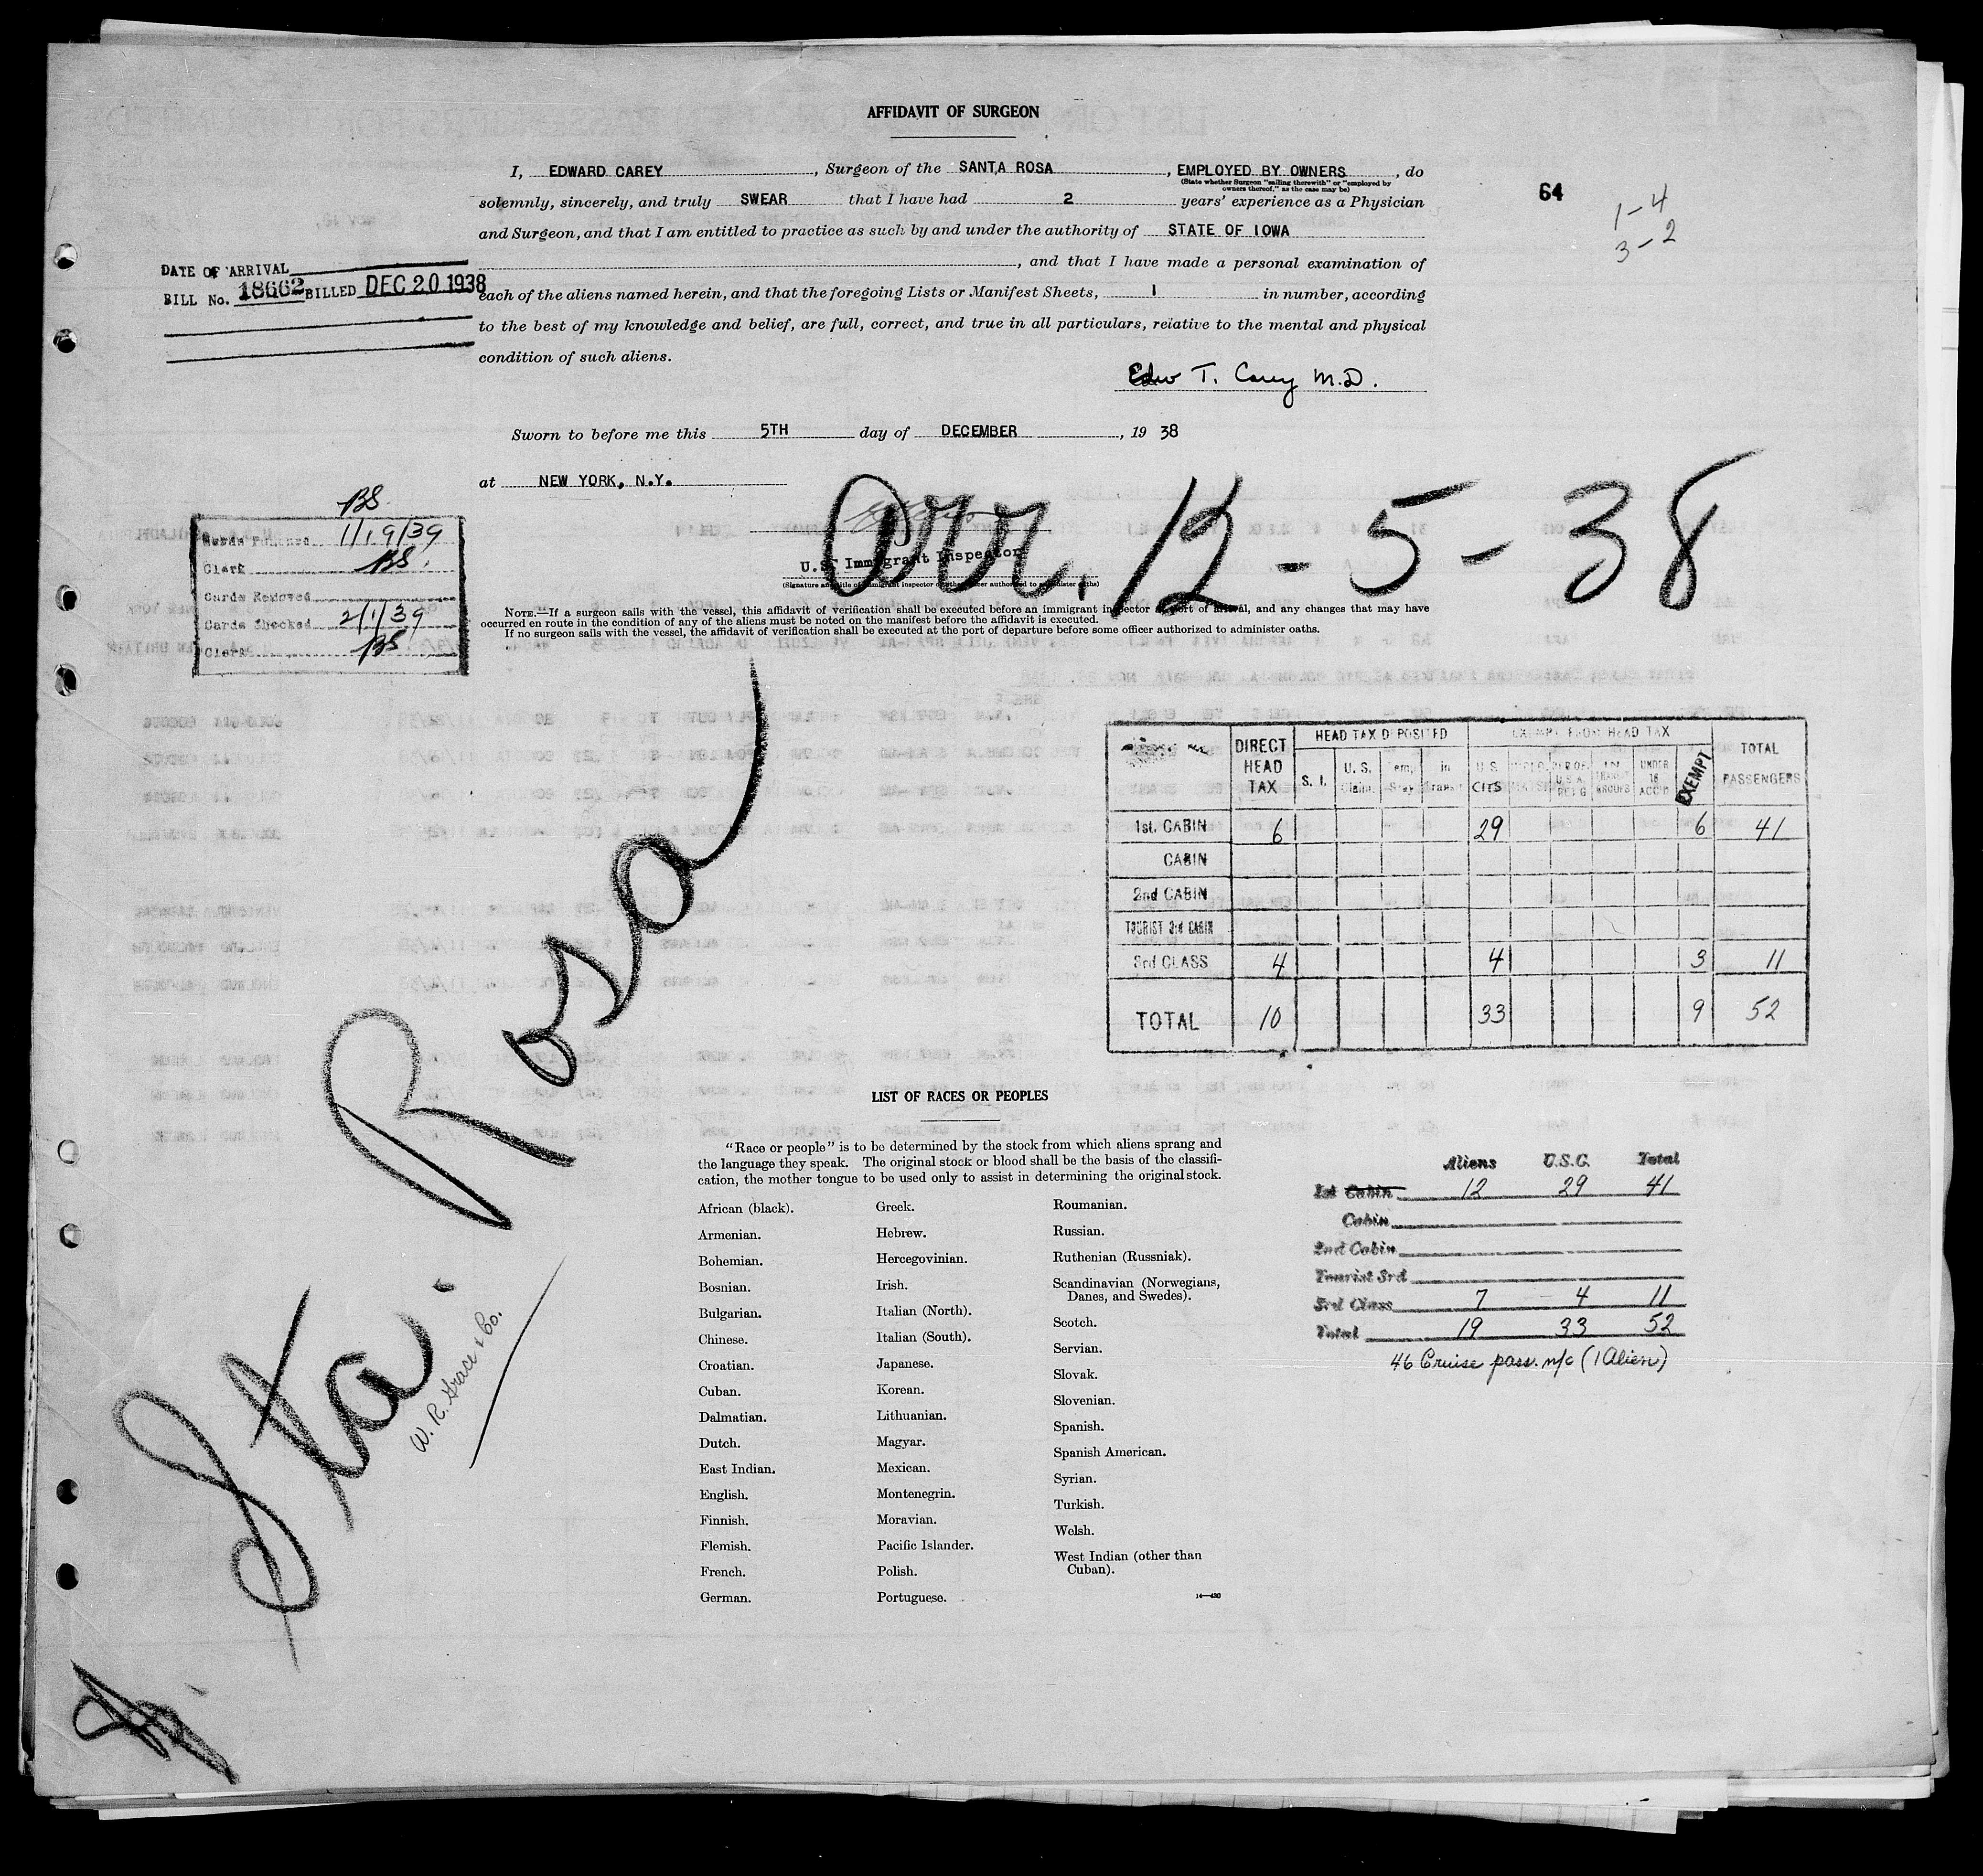 AFFIDAVIT OF SURGEON
I, EDWARD CAREY, Surgeon of the SANTA ROSA, EMPLOYED BY OWNERS, do
(State whether Surgeon "sailing therewith" or "employed by
owners thereof," as the case may be)
solemnly, sincerely, and truly SWEAR that I have had 2 years' experience as a Physician
and Surgeon, and that I am entitled to practice as such by and under the authority of STATE OF IOWA
, and that I have made a personal examination of
each of the aliens named herein, and that the foregoing Lists or Manifest Sheets, 1 in number, according
to the best of my knowledge and belief, are full, correct, and true in all particulars, relative to the mental and physical
condition of such aliens.
Edw T. Carey M.D.
64
1-4
3-2
DATE OF ARRIVAL
BILL No. 18662 BILLED DEC 20 1938
Sworn to before me this 5TH day of DECEMBER, 19 38
at NEW YORK, N.Y.
Arr. 12-5-38
U.S. Immigrant Inspector
BS
1/19/39
Clerk BS.
Cards Removed
Cards Checked 2/1/39
Clerk BS
NOTE.—If a surgeon sails with the vessel, this affidavit of verification shall be executed before an immigrant inspector at port of arrival, and any changes that may have
occurred en route in the condition of any of the aliens must be noted on the manifest before the affidavit is executed.
If no surgeon sails with the vessel, the affidavit of verification shall be executed at the port of departure before some officer authorized to administer oaths.
Sta. Rosa
W. R. Grace & Co.
DIRECT HEAD TAX HEAD TAX DEPOSITED EXEMPT FROM HEAD TAX TOTAL PASSENGERS
S. I. U. S. CITS UNDER 16 EXEMPT
1st. CABIN 6 29 6 41
CABIN
2nd CABIN
TOURIST 3rd CABIN
3rd CLASS 4 4 3 11
TOTAL 10 33 9 52
LIST OF RACES OR PEOPLES
"Race or people" is to be determined by the stock from which aliens sprang and
the language they speak. The original stock or blood shall be the basis of the classifi-
cation, the mother tongue to be used only to assist in determining the original stock.
African (black).
Armenian.
Bohemian.
Bosnian.
Bulgarian.
Chinese.
Croatian.
Cuban.
Dalmatian.
Dutch.
East Indian.
English.
Finnish.
Flemish.
French.
German.
Greek.
Hebrew.
Hercegovinian.
Irish.
Italian (North).
Italian (South).
Japanese.
Korean.
Lithuanian.
Magyar.
Mexican.
Montenegrin.
Moravian.
Pacific Islander.
Polish.
Portuguese.
Roumanian.
Russian.
Ruthenian (Russniak).
Scandinavian (Norwegians,
Danes, and Swedes).
Scotch.
Servian.
Slovak.
Slovenian.
Spanish.
Spanish American.
Syrian.
Turkish.
Welsh.
West Indian (other than
Cuban).
Aliens U.S.C. Total
1st Cabin 12 29 41
Cabin
2nd Cabin
Tourist 3rd
3rd Class 7 4 11
Total 19 33 52
46 Cruise pass. n/c (1 Alien)